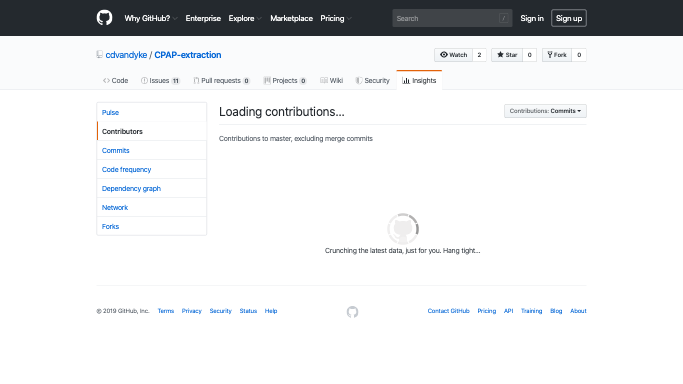 Why GitHub? Enterprise Explore Marketplace Pricing Search / Sign in Sign up
cdvandyke / CPAP-extraction Watch 2 Star 0 Fork 0
Code Issues 11 Pull requests 0 Projects 0 Wiki Security Insights
Pulse
Contributors
Commits
Code frequency
Dependency graph
Network
Forks
Loading contributions... Contributions: Commits
Contributions to master, excluding merge commits
Crunching the latest data, just for you. Hang tight...
© 2019 GitHub, Inc. Terms Privacy Security Status Help Contact GitHub Pricing API Training Blog About